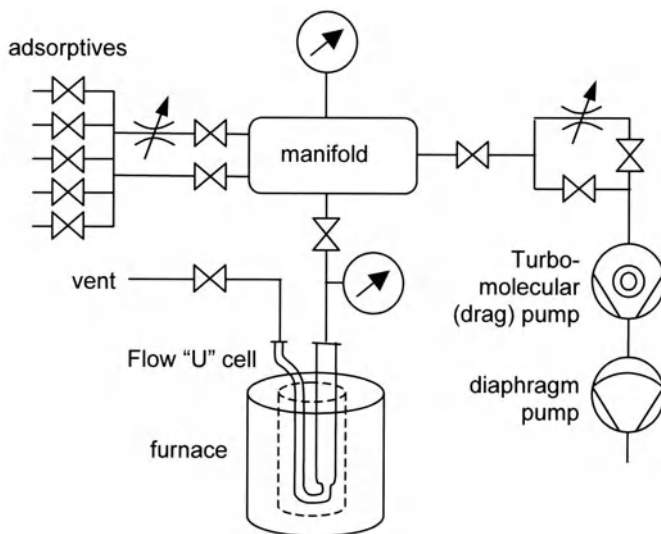 adsorptives
manifold
vent
Turbo-
molecular
(drag) pump
Flow “U” cell
diaphragm
pump
furnace